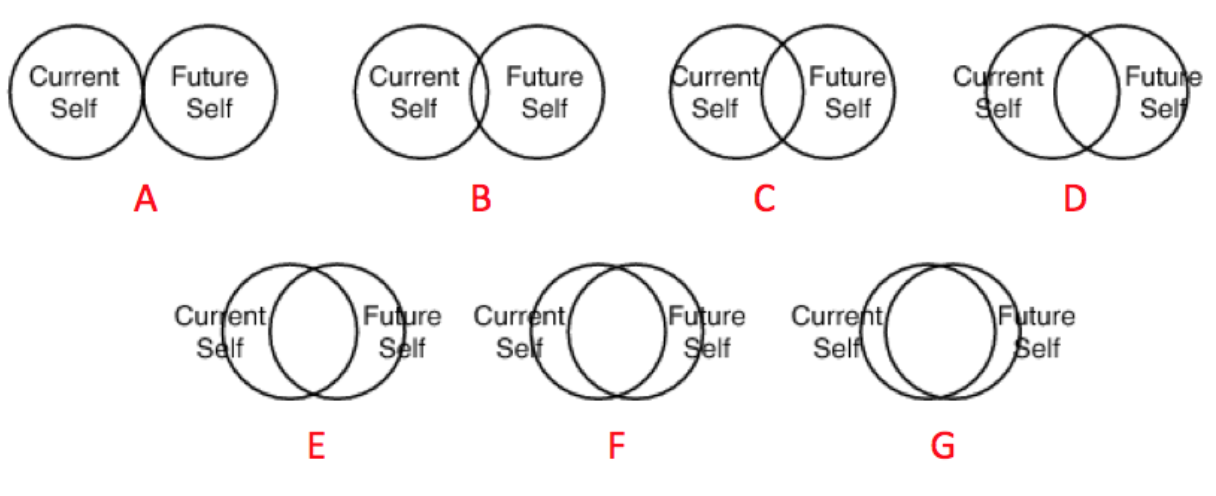 Current Self
Future Self
Current Self
Future Self
Current Self
Future Self
Current Self
Future Self
A
B
C
D
Current Self
Future Self
Current Self
Future Self
Current Self
Future Self
E
F
G